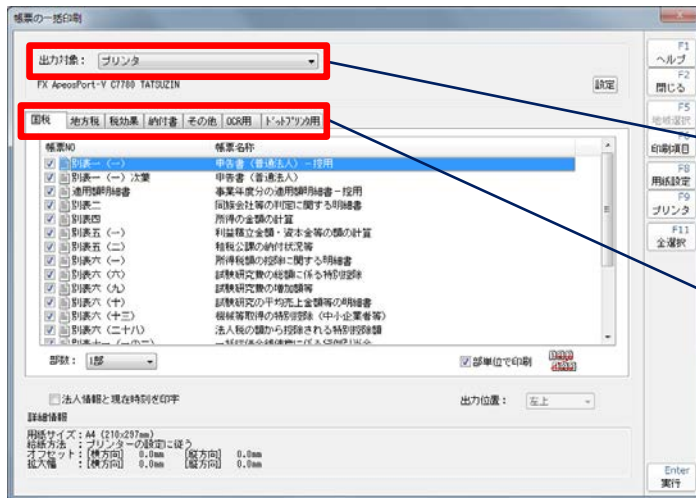 帳票の一括印刷
出力対象： プリンタ
FX ApeosPort-V C7780 TATSUZIN
設定
国税 地方税 税効果 納付書 その他 OCR用 ﾄﾞｯﾄﾌﾟﾘﾝﾀ用
帳票NO 帳票名称
別表一（一） 申告書（普通法人）－控用
別表一（一）次葉 申告書（普通法人）
適用額明細書 事業年度分の適用額明細書－控用
別表二 同族会社等の判定に関する明細書
別表四 所得の金額の計算
別表五（一） 利益積立金額・資本金等の額の計算
別表五（二） 租税公課の納付状況等
別表六（一） 所得税額の控除に関する明細書
別表六（六） 試験研究費の総額に係る特別控除
別表六（九） 試験研究費の増加額等
別表六（十） 試験研究の平均売上金額等の明細書
別表六（十三） 機械等取得の特別控除（中小企業者等）
別表六（二十八） 法人税の額から控除される特別控除額
部数： 1部
部単位で印刷
法人情報と現在時刻を印字
出力位置： 左上
詳細情報
用紙サイズ：A4 (210x297mm)
給紙方法 ：プリンターの設定に従う
オフセット：[横方向] 0.0mm [縦方向] 0.0mm
拡大幅 ：[横方向] 0.0mm [縦方向] 0.0mm
F1
ヘルプ
F2
閉じる
F5
地域選択
印刷項目
F8
用紙設定
F9
プリンタ
F11
全選択
Enter
実行